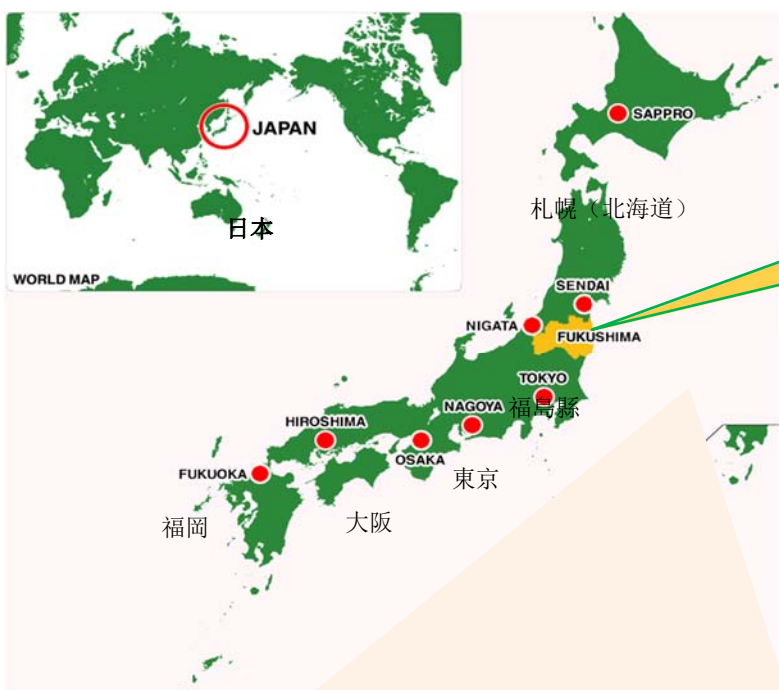 JAPAN
日本
WORLD MAP
SAPPRO
札幌（北海道）
SENDAI
NIGATA
FUKUSHIMA
TOKYO
福島縣
NAGOYA
HIROSHIMA
OSAKA
東京
FUKUOKA
大阪
福岡